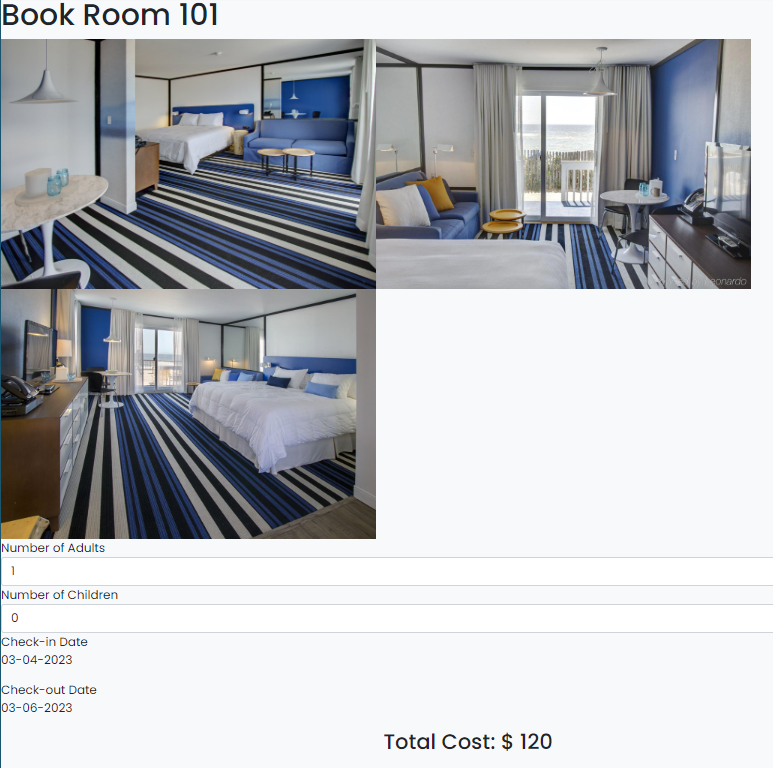 Book Room 101
Leonardo
Number of Adults
1
Number of Children
0
Check-in Date
03-04-2023
Check-out Date
03-06-2023
Total Cost: $ 120